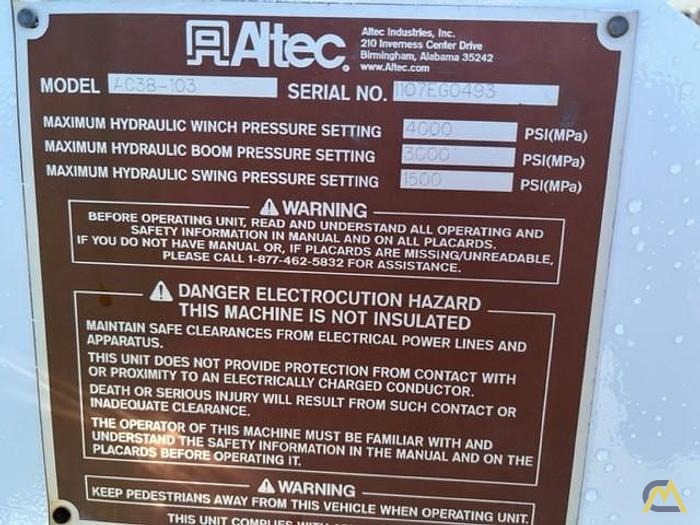 Altec.
Altec Industries, Inc.
210 Inverness Center Drive
Birmingham, Alabama 35242
www.Altec.com
MODEL AC38-103 SERIAL NO. 1107EG0493
MAXIMUM HYDRAULIC WINCH PRESSURE SETTING 4000 PSI(MPa)
MAXIMUM HYDRAULIC BOOM PRESSURE SETTING 3000 PSI(MPa)
MAXIMUM HYDRAULIC SWING PRESSURE SETTING 1500 PSI(MPa)
WARNING
BEFORE OPERATING UNIT, READ AND UNDERSTAND ALL OPERATING AND
SAFETY INFORMATION IN MANUAL AND ON ALL PLACARDS.
IF YOU DO NOT HAVE MANUAL OR, IF PLACARDS ARE MISSING/UNREADABLE,
PLEASE CALL 1-877-462-5832 FOR ASSISTANCE.
DANGER ELECTROCUTION HAZARD
THIS MACHINE IS NOT INSULATED
MAINTAIN SAFE CLEARANCES FROM ELECTRICAL POWER LINES AND
APPARATUS.
THIS UNIT DOES NOT PROVIDE PROTECTION FROM CONTACT WITH
OR PROXIMITY TO AN ELECTRICALLY CHARGED CONDUCTOR.
DEATH OR SERIOUS INJURY WILL RESULT FROM SUCH CONTACT OR
INADEQUATE CLEARANCE.
THE OPERATOR OF THIS MACHINE MUST BE FAMILIAR WITH AND
UNDERSTAND THE SAFETY INFORMATION IN THE MANUAL AND ON THE
PLACARDS BEFORE OPERATING IT.
WARNING
KEEP PEDESTRIANS AWAY FROM THIS VEHICLE WHEN OPERATING UNIT.
THIS UNIT COMPLIES WITH